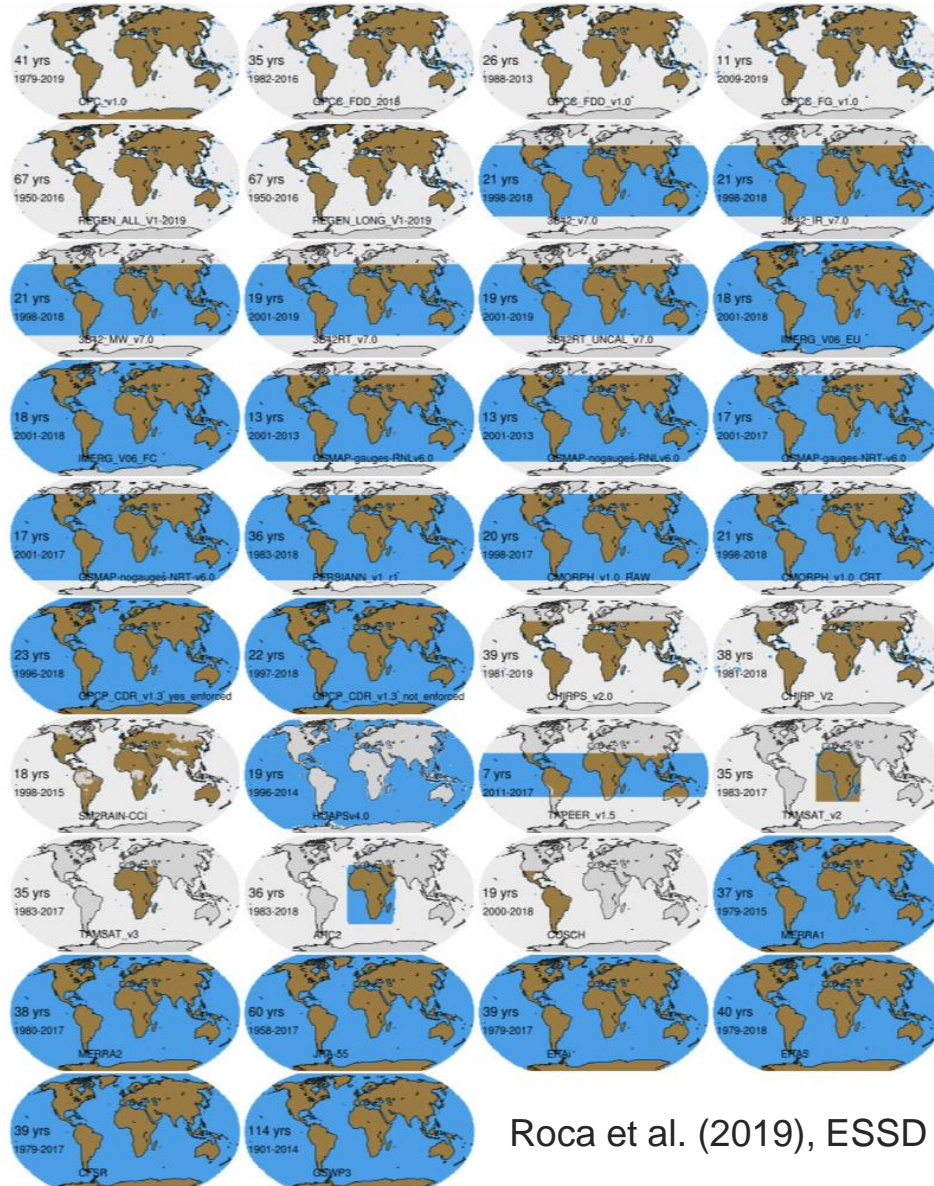 41 yrs
1979-2019
CPC_v1.0
35 yrs
1982-2016
GPCC_FDD_2018
26 yrs
1988-2013
GPCC_FDD_v1.0
11 yrs
2009-2019
GPCC_FG_v1.0
67 yrs
1950-2016
REGEN_ALL_V1-2019
67 yrs
1950-2016
REGEN_LONG_V1-2019
21 yrs
1998-2018
3B42_v7.0
21 yrs
1998-2018
3B42_IR_v7.0
21 yrs
1998-2018
3B42_MW_v7.0
19 yrs
2001-2019
3B42RT_v7.0
19 yrs
2001-2019
3B42RT_UNCAL_v7.0
18 yrs
2001-2018
IMERG_V06_EU
18 yrs
2001-2018
IMERG_V06_FC
13 yrs
2001-2013
GSMAP-gauges-RNLv6.0
13 yrs
2001-2013
GSMAP-nogauges-RNLv6.0
17 yrs
2001-2017
GSMAP-gauges-NRT-v6.0
17 yrs
2001-2017
GSMAP-nogauges-NRT-v6.0
36 yrs
1983-2018
PERSIANN_v1_r1
20 yrs
1998-2017
CMORPH_v1.0_RAW
21 yrs
1998-2018
CMORPH_v1.0_CRT
23 yrs
1996-2018
GPCP_CDR_v1.3_yes_enforced
22 yrs
1997-2018
GPCP_CDR_v1.3_not_enforced
39 yrs
1981-2019
CHIRPS_v2.0
38 yrs
1981-2018
CHIRP_V2
18 yrs
1998-2015
SM2RAIN-CCI
19 yrs
1996-2014
HOAPSv4.0
7 yrs
2011-2017
TAPEER_v1.5
35 yrs
1983-2017
TAMSAT_v2
35 yrs
1983-2017
TAMSAT_v3
36 yrs
1983-2018
ARC2
19 yrs
2000-2018
COSCH
37 yrs
1979-2015
MERRA1
38 yrs
1980-2017
MERRA2
60 yrs
1958-2017
JRA-55
39 yrs
1979-2017
ERAi
40 yrs
1979-2018
ERA5
39 yrs
1979-2017
CFSR
114 yrs
1901-2014
GSWP3
Roca et al. (2019), ESSD